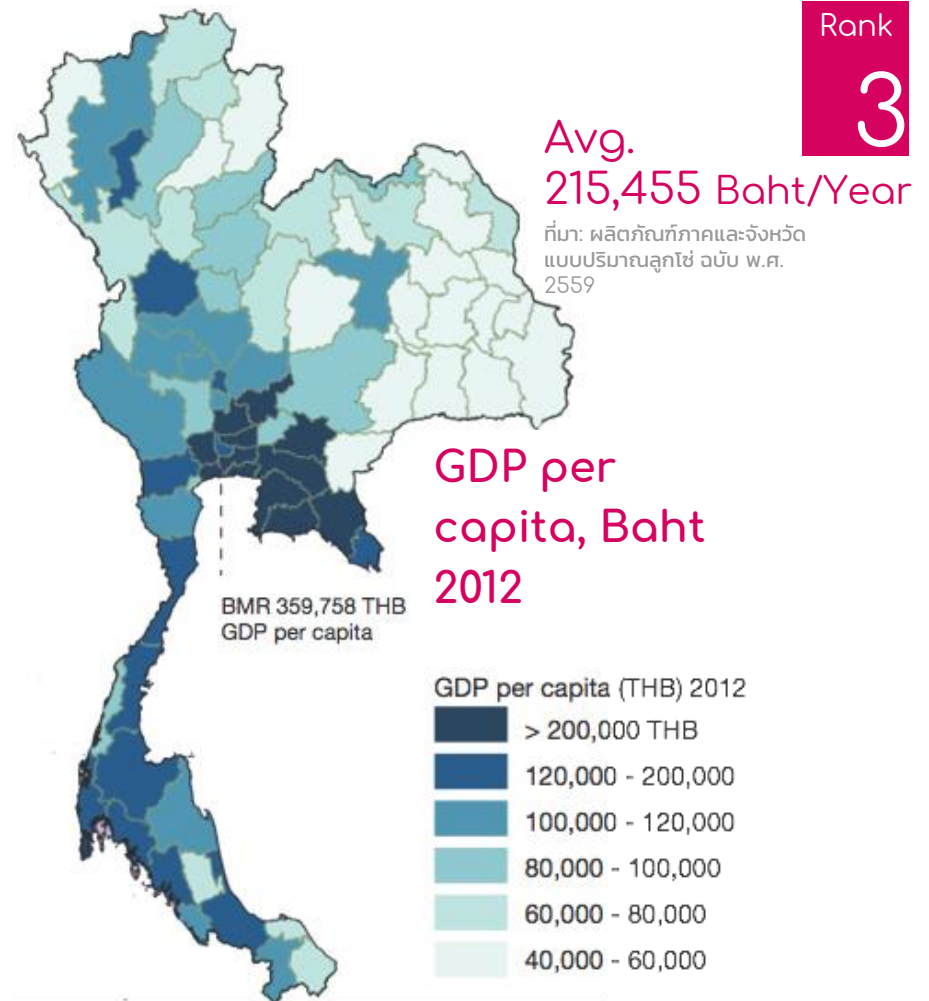 Rank
3
Avg.
215,455 Baht/Year
ที่มา: ผลิตภัณฑ์ภาคและจังหวัด
แบบปริมาณลูกโซ่ ฉบับ พ.ศ.
2559
GDP per
capita, Baht
2012
BMR 359,758 THB
GDP per capita
GDP per capita (THB) 2012
> 200,000 THB
120,000 - 200,000
100,000 - 120,000
80,000 - 100,000
60,000 - 80,000
40,000 - 60,000